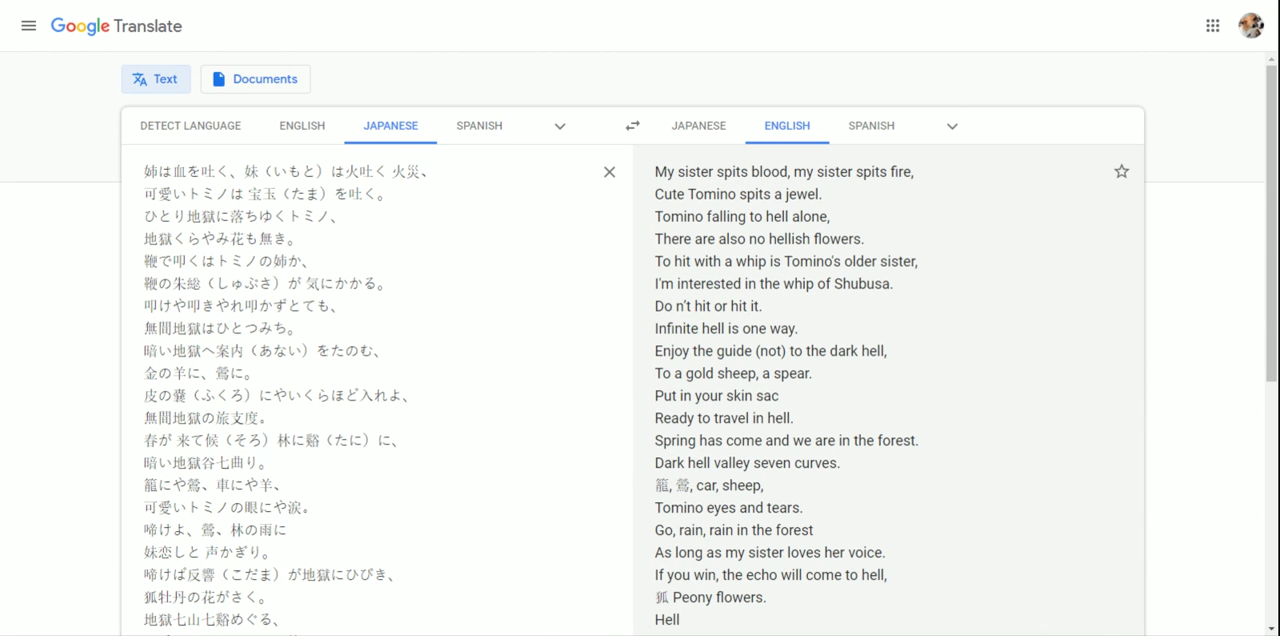 Google Translate
Text
Documents
DETECT LANGUAGE ENGLISH JAPANESE SPANISH
JAPANESE ENGLISH SPANISH
姉は血を吐く、妹（いもと）は火吐く 火災、
可愛いトミノは 宝玉（たま）を吐く。
ひとり地獄に落ちゆくトミノ、
地獄くらやみ花も無き。
鞭で叩くはトミノの姉か、
鞭の朱総（しゅぶさ）が 気にかかる。
叩けや叩きやれ叩かずとても、
無間地獄はひとつみち。
暗い地獄へ案内（あない）をたのむ、
金の羊に、鶯に。
皮の嚢（ふくろ）にやいくらほど入れよ、
無間地獄の旅支度。
春が 来て候（そろ）林に谿（たに）に、
暗い地獄谷七曲り。
籠にや鶯、車にや羊、
可愛いトミノの眼にや涙。
啼けよ、鶯、林の雨に
妹恋しと 声かぎり。
啼けば反響（こだま）が地獄にひびき、
狐牡丹の花がさく。
地獄七山七谿めぐる、
My sister spits blood, my sister spits fire,
Cute Tomino spits a jewel.
Tomino falling to hell alone,
There are also no hellish flowers.
To hit with a whip is Tomino's older sister,
I'm interested in the whip of Shubusa.
Do n't hit or hit it.
Infinite hell is one way.
Enjoy the guide (not) to the dark hell,
To a gold sheep, a spear.
Put in your skin sac
Ready to travel in hell.
Spring has come and we are in the forest.
Dark hell valley seven curves.
籠, 鶯, car, sheep,
Tomino eyes and tears.
Go, rain, rain in the forest
As long as my sister loves her voice.
If you win, the echo will come to hell,
狐 Peony flowers.
Hell